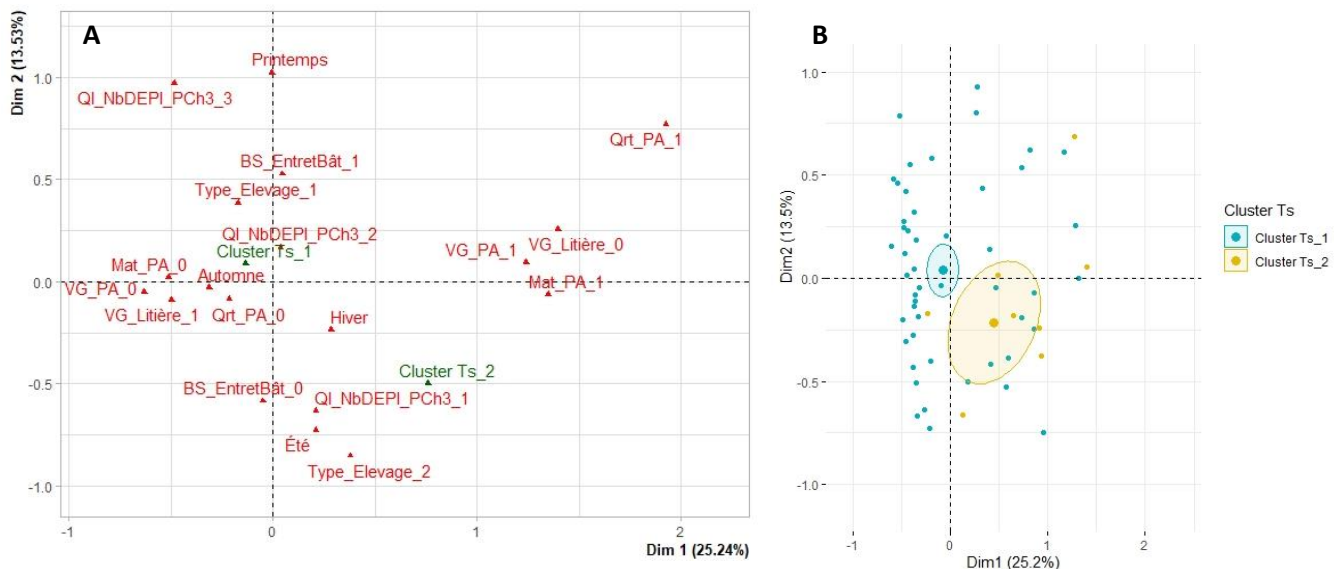 A
Dim 2 (13.53%)
1.0
0.5
0.0
-0.5
-1.0
Printemps
QI_NbDEPI_PCh3_3
Qrt_PA_1
BS_EntretBât_1
Type_Elevage_1
QI_NbDEPI_PCh3_2
Cluster Ts_1
VG_PA_1
VG_Litière_0
Mat_PA_0
Automne
Mat_PA_1
VG_PA_0
VG_Litière_1
Qrt_PA_0
Hiver
Cluster Ts_2
BS_EntretBât_0
QI_NbDEPI_PCh3_1
Été
Type_Elevage_2
-1
0
1
2
Dim 1 (25.24%)
B
Dim2 (13.5%)
1.0
0.5
0.0
-0.5
-1.0
-1
0
1
2
Dim1 (25.2%)
Cluster Ts
Cluster Ts_1
Cluster Ts_2